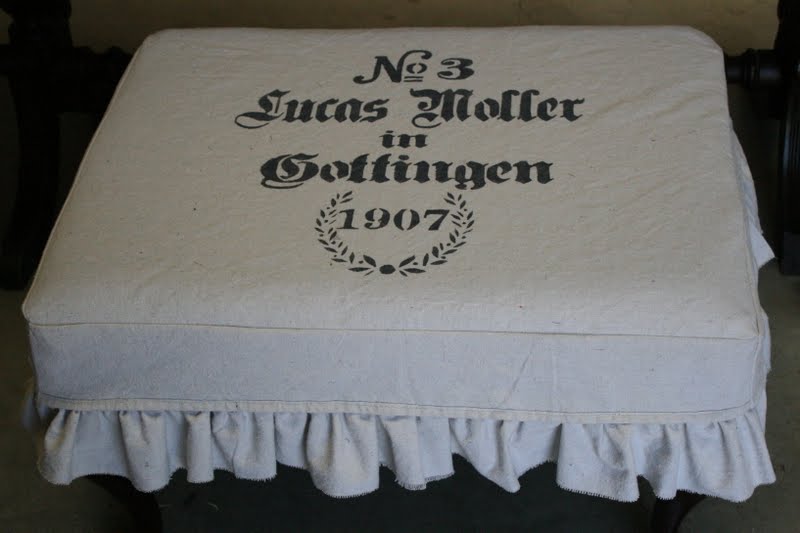 No 3
Lucas Moller
in
Gottingen
1907